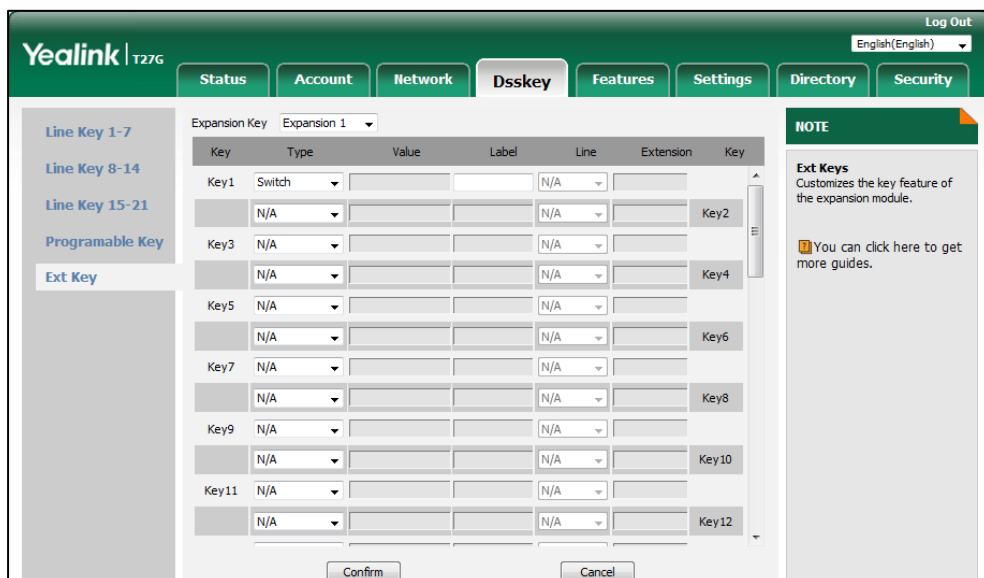 Log Out
Yealink | T27G
English(English)
Status Account Network Dsskey Features Settings Directory Security
Line Key 1-7
Line Key 8-14
Line Key 15-21
Programable Key
Ext Key
Expansion Key Expansion 1
Key Type Value Label Line Extension Key
Key1 Switch N/A
N/A N/A Key2
Key3 N/A N/A
N/A N/A Key4
Key5 N/A N/A
N/A N/A Key6
Key7 N/A N/A
N/A N/A Key8
Key9 N/A N/A
N/A N/A Key10
Key11 N/A N/A
N/A N/A Key12
Confirm Cancel
NOTE
Ext Keys
Customizes the key feature of
the expansion module.
You can click here to get
more guides.